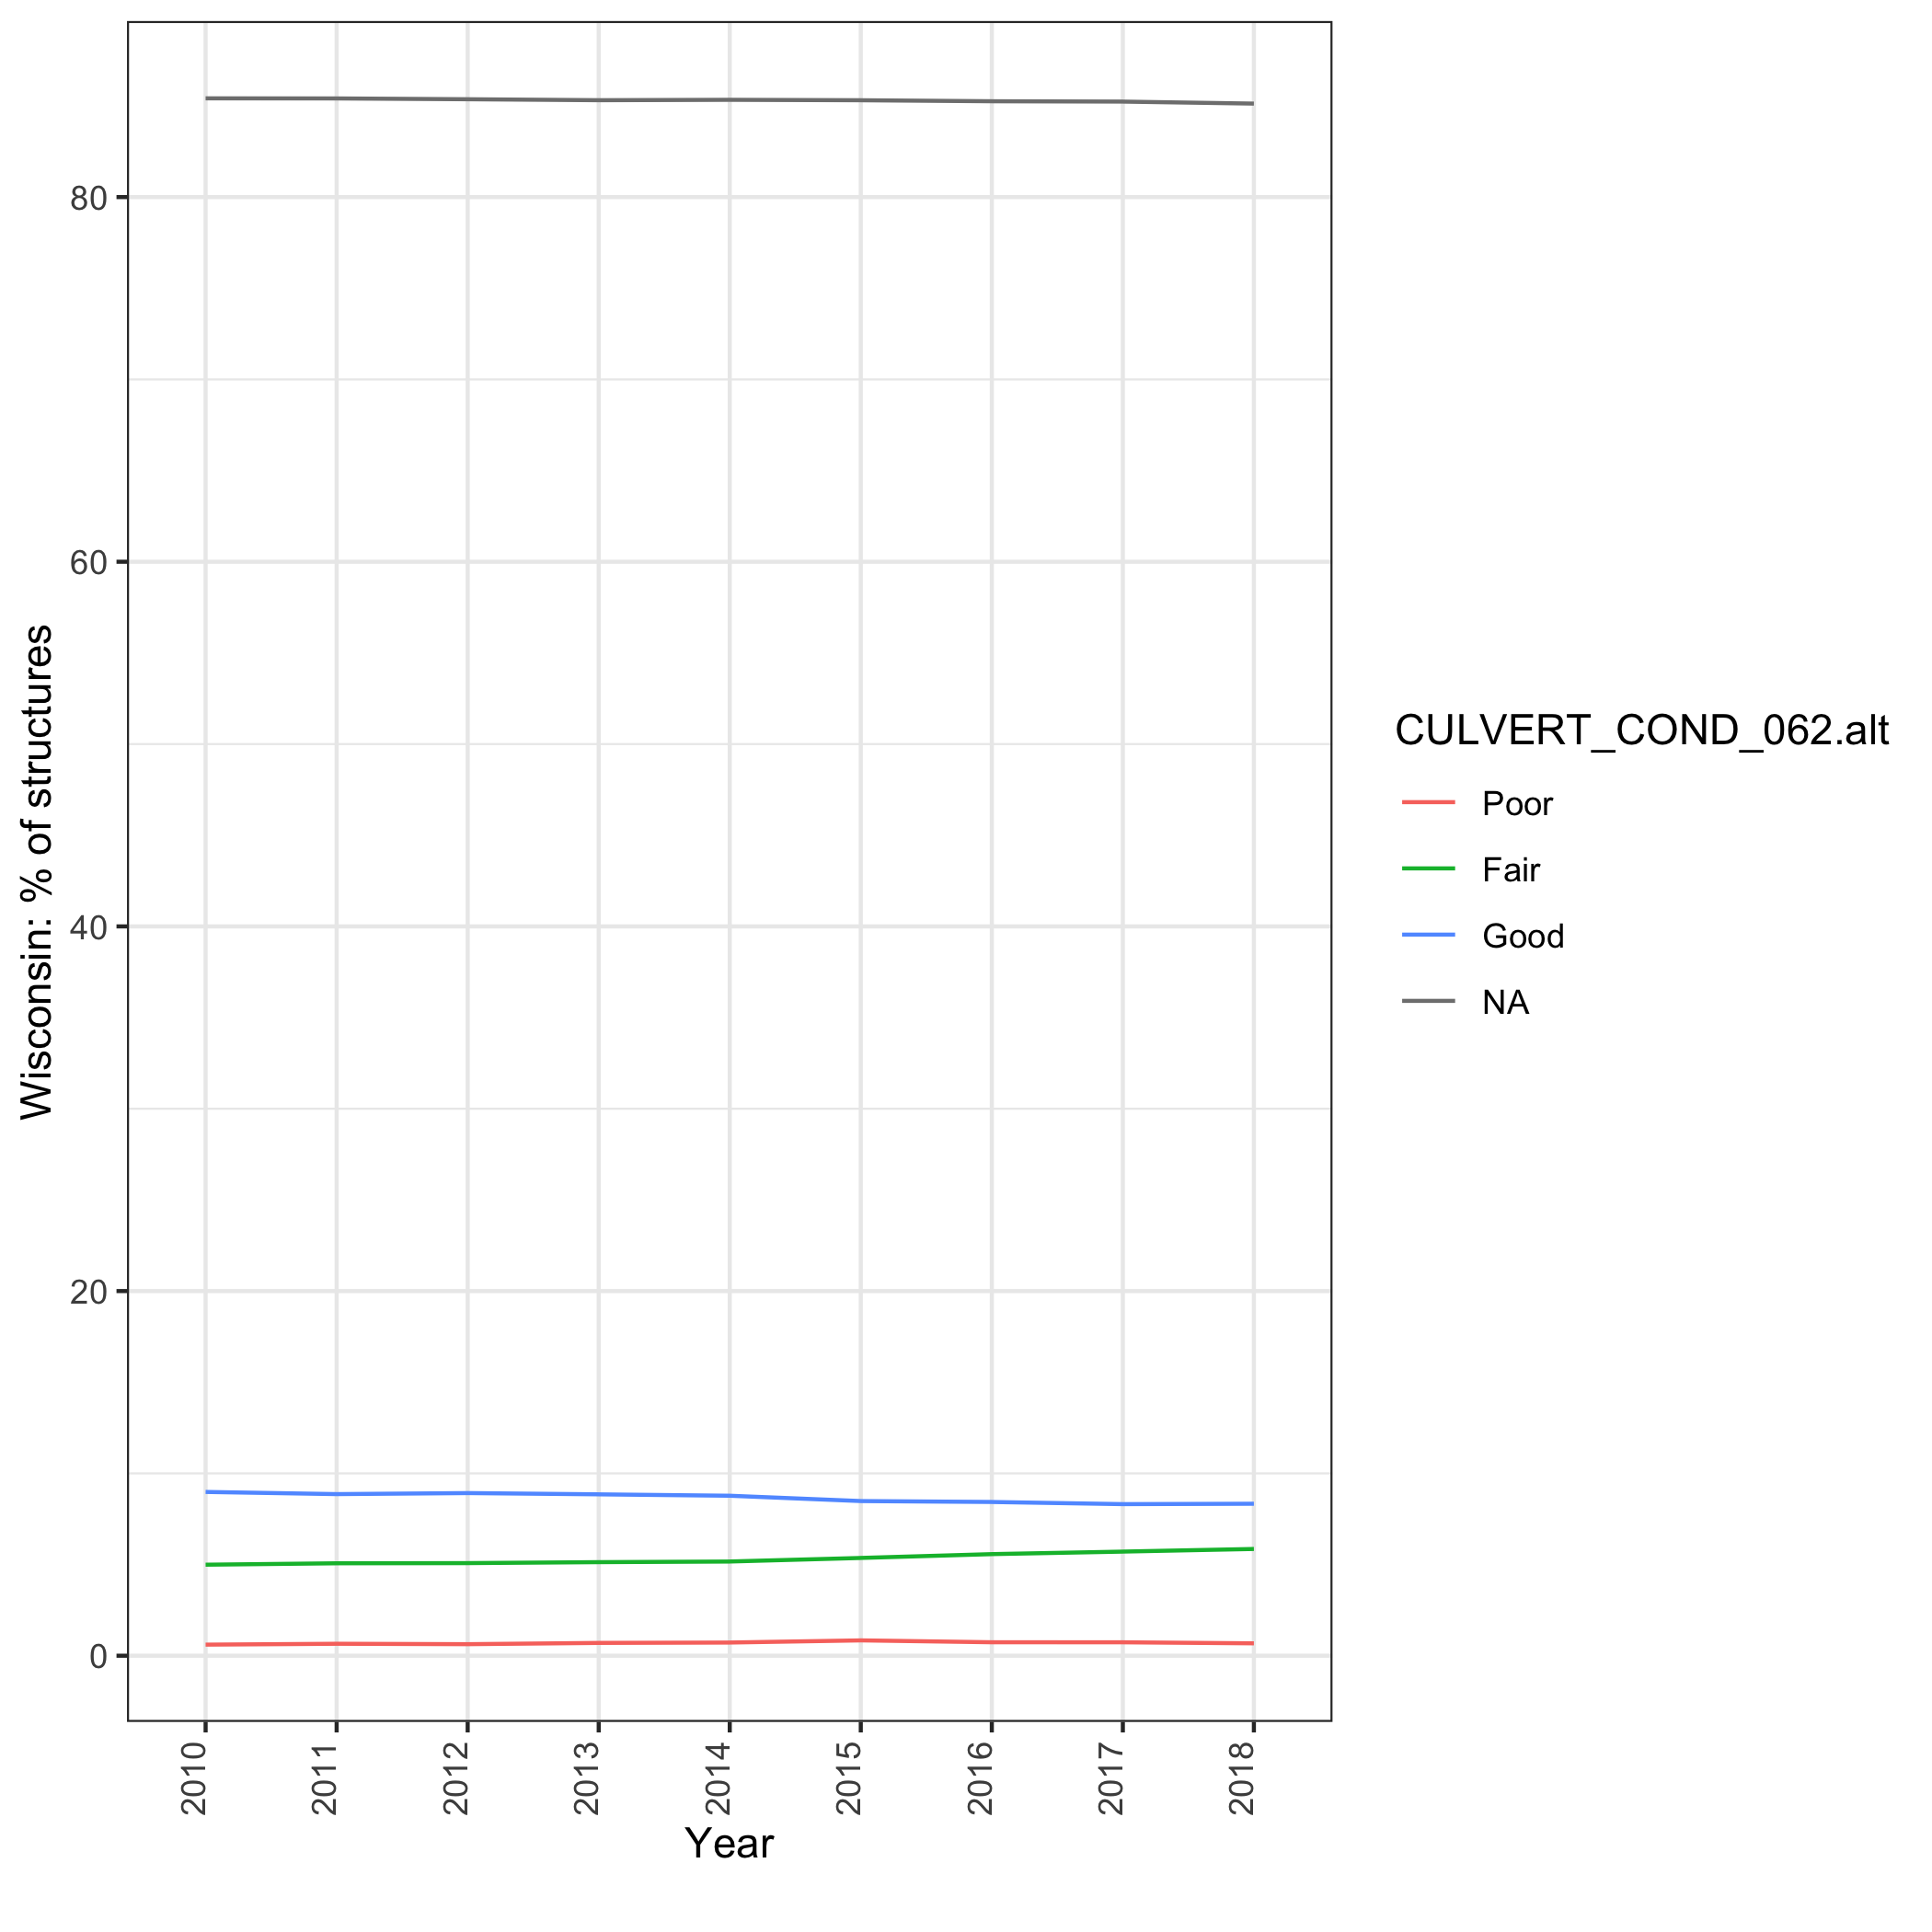 Wisconsin: % of structures
80
60
40
20
0
2010 2011 2012 2013 2014 2015 2016 2017 2018
Year
CULVERT_COND_062.alt
Poor
Fair
Good
NA